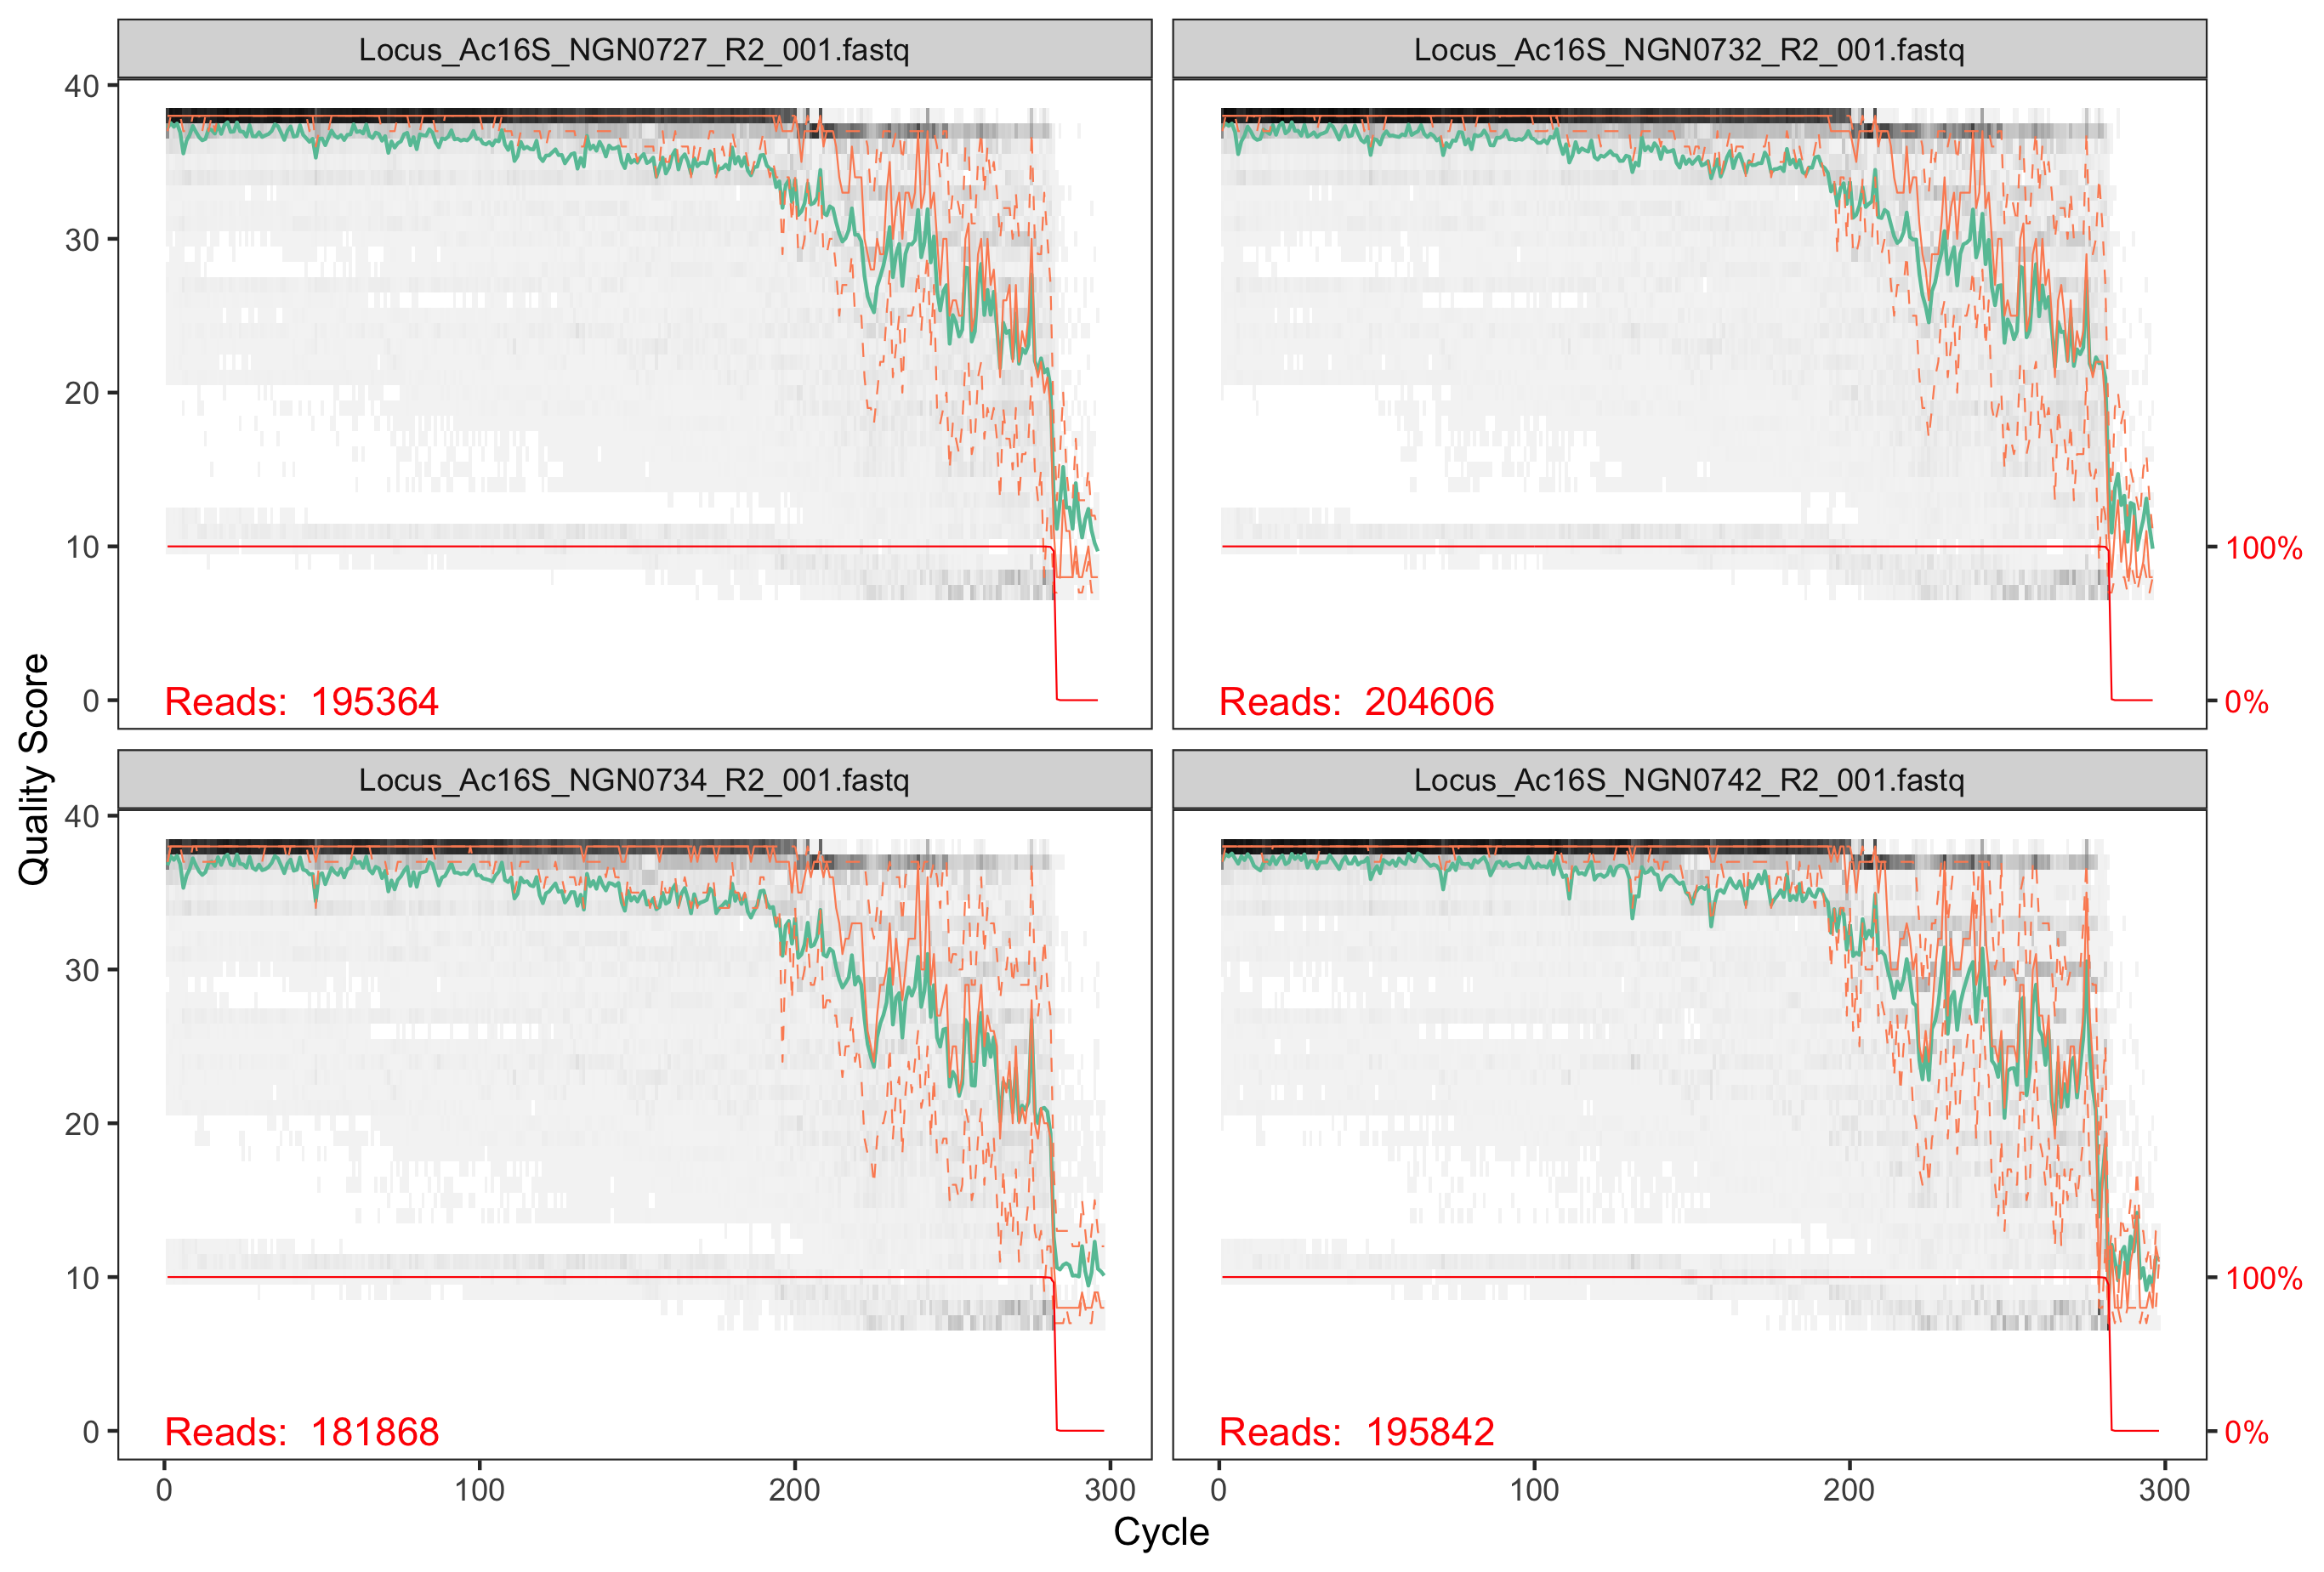 Locus_Ac16S_NGN0727_R2_001.fastq
Locus_Ac16S_NGN0732_R2_001.fastq
40
30
20
10
0
Reads: 195364
Reads: 204606
100%
0%
Quality Score
Locus_Ac16S_NGN0734_R2_001.fastq
Locus_Ac16S_NGN0742_R2_001.fastq
40
30
20
10
0
Reads: 181868
Reads: 195842
100%
0%
0 100 200 300
0 100 200 300
Cycle